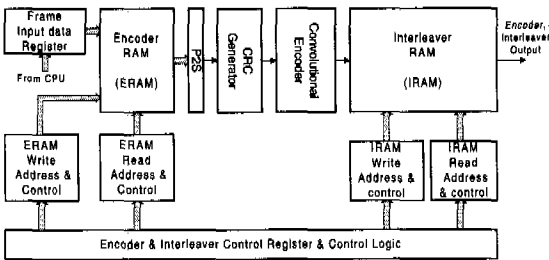 Frame
Input data
Register
From CPU
Encoder
RAM
(ERAM)
P2S
CRC
Generator
Convolutional
Encoder
Interleaver
RAM
(IRAM)
Encoder,
Interleaver
Output
ERAM
Write
Address &
Control
ERAM
Read
Address &
Control
IRAM
Write
Address &
control
IRAM
Read
Address
& control
Encoder & Interleaver Control Register & Control Logic